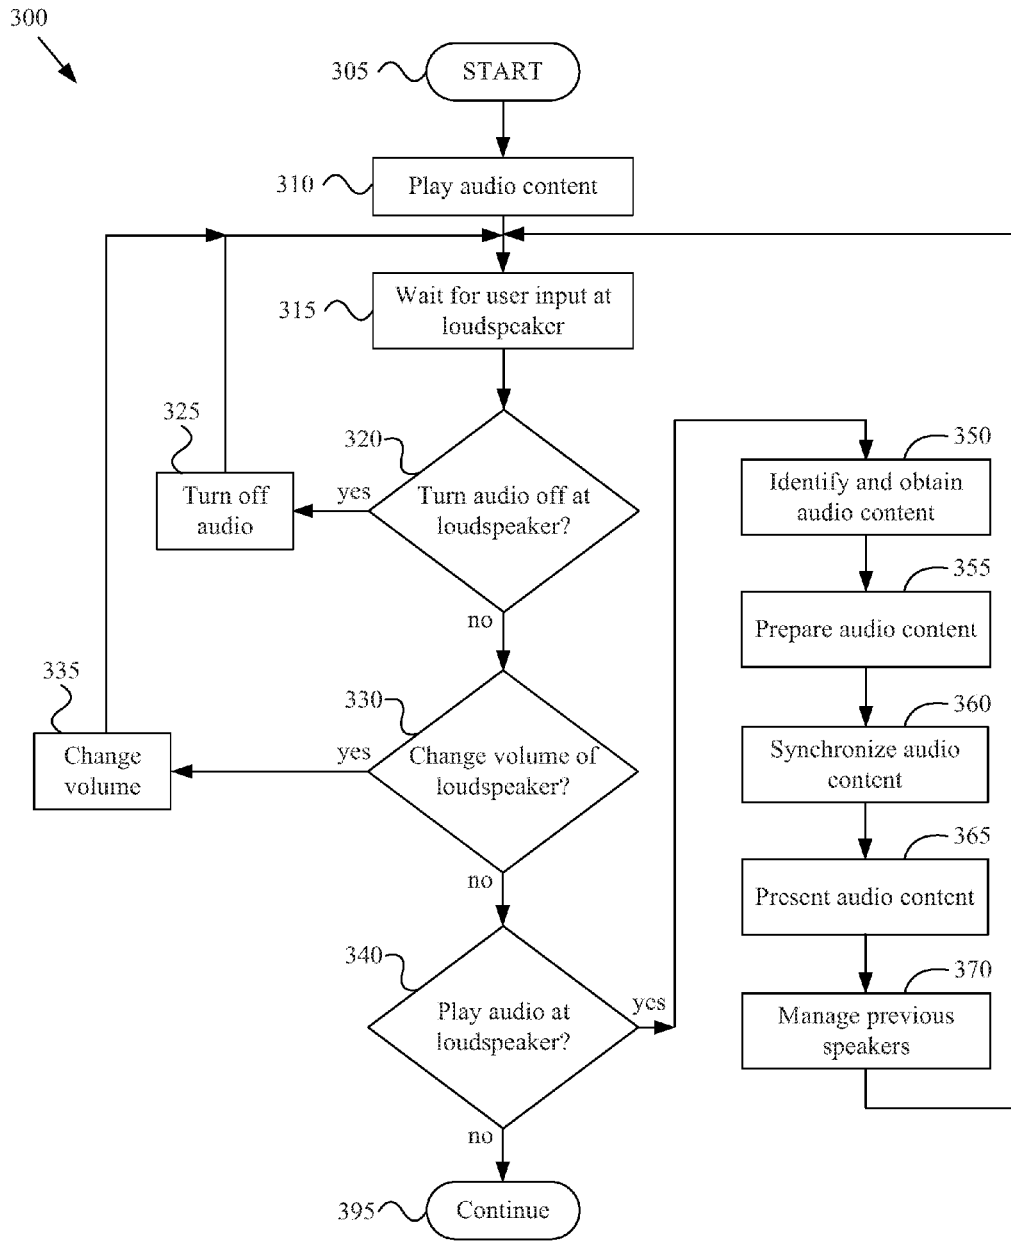 300
305
START
310
Play audio content
315
Wait for user input at
loudspeaker
325
Turn off
audio
320
yes
Turn audio off at
loudspeaker?
no
335
Change
volume
330
yes
Change volume of
loudspeaker?
no
340
Play audio at
loudspeaker?
yes
no
395
Continue
350
Identify and obtain
audio content
355
Prepare audio content
360
Synchronize audio
content
365
Present audio content
370
Manage previous
speakers